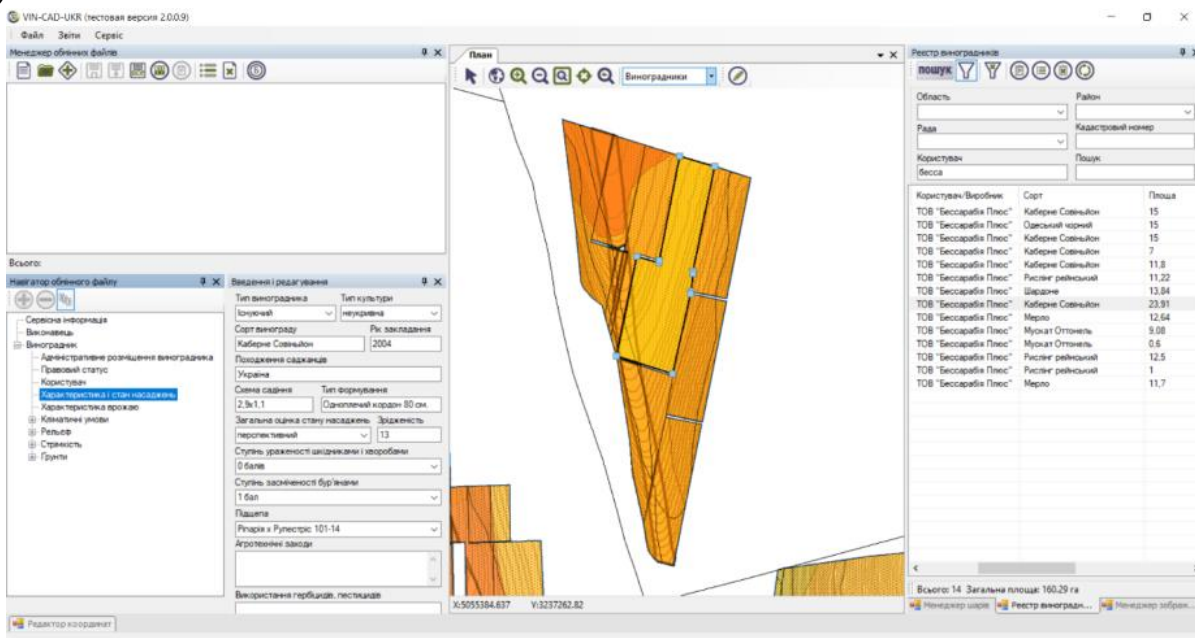 VIN-CAD-UKR (тестовая версия 2.0.0.9)
Файл Звіти Сервіс
Менеджер обмінних файлів
Всього:
Навігатор обмінного файлу
Сервісна інформація
Виконавець
Виноградник
Адміністративне розміщення виноградника
Правовий статус
Користувач
Характеристика і стан насаджень
Характеристика врожаю
Кліматичні умови
Рельєф
Стрімкість
Ґрунти
Редактор координат
Введення і редагування
Тип виноградника Тип культури
Існуючий неукривна
Сорт винограду Рік закладання
Каберне Совіньйон 2004
Походження саджанців
Україна
Схема садіння Тип формування
2,9x1,1 Одноплечий кордон 80 см.
Загальна оцінка стану насаджень Зрідженість
перспективний 13
Ступінь ураженості шкідниками і хворобами
0 балів
Ступінь засміченості бур'янами
1 бал
Підщепа
Ріпарія x Рупестріс 101-14
Агротехнічні заходи
Використання гербіцидів, пестицидів
План
Виноградники
X:5055384.637 Y:3237262.82
Реєстр виноградників
пошук
Область Район
Рада Кадастровий номер
Користувач Пошук
бесса
Користувач/Виробник Сорт Площа
ТОВ "Бессарабія Плюс" Каберне Совіньйон 15
ТОВ "Бессарабія Плюс" Одеський чорний 15
ТОВ "Бессарабія Плюс" Каберне Совіньйон 15
ТОВ "Бессарабія Плюс" Каберне Совіньйон 7
ТОВ "Бессарабія Плюс" Каберне Совіньйон 11,8
ТОВ "Бессарабія Плюс" Рислінг рейнський 11,22
ТОВ "Бессарабія Плюс" Шардоне 13,84
ТОВ "Бессарабія Плюс" Каберне Совіньйон 23,91
ТОВ "Бессарабія Плюс" Мерло 12,64
ТОВ "Бессарабія Плюс" Мускат Оттонель 9,08
ТОВ "Бессарабія Плюс" Мускат Оттонель 0,6
ТОВ "Бессарабія Плюс" Рислінг рейнський 12,5
ТОВ "Бессарабія Плюс" Рислінг рейнський 1
ТОВ "Бессарабія Плюс" Мерло 11,7
Всього: 14 Загальна площа: 160.29 га
Менеджер шарів Реєстр виноградн... Менеджер зображ...